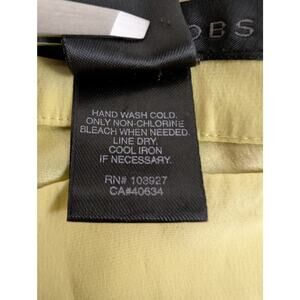 OBS
HAND WASH COLD.
ONLY NON-CHLORINE
BLEACH WHEN NEEDED.
LINE DRY.
COOL IRON
IF NECESSARY.
RN# 103927
CA#40634